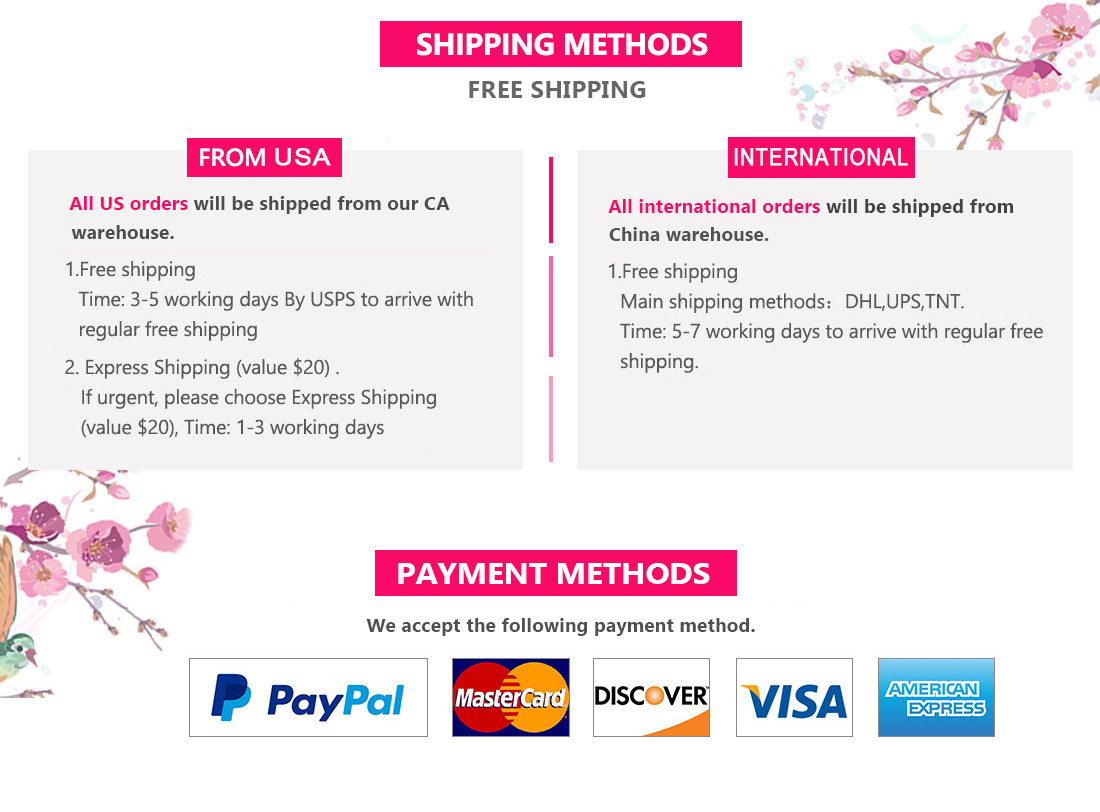 SHIPPING METHODS
FREE SHIPPING
FROM USA
All US orders will be shipped from our CA
warehouse.
1.Free shipping
Time: 3-5 working days By USPS to arrive with
regular free shipping
2. Express Shipping (value $20) .
If urgent, please choose Express Shipping
(value $20), Time: 1-3 working days
INTERNATIONAL
All international orders will be shipped from
China warehouse.
1.Free shipping
Main shipping methods：DHL,UPS,TNT.
Time: 5-7 working days to arrive with regular free
shipping.
PAYMENT METHODS
We accept the following payment method.
PayPal
MasterCard
DISCOVER
VISA
AMERICAN
EXPRESS